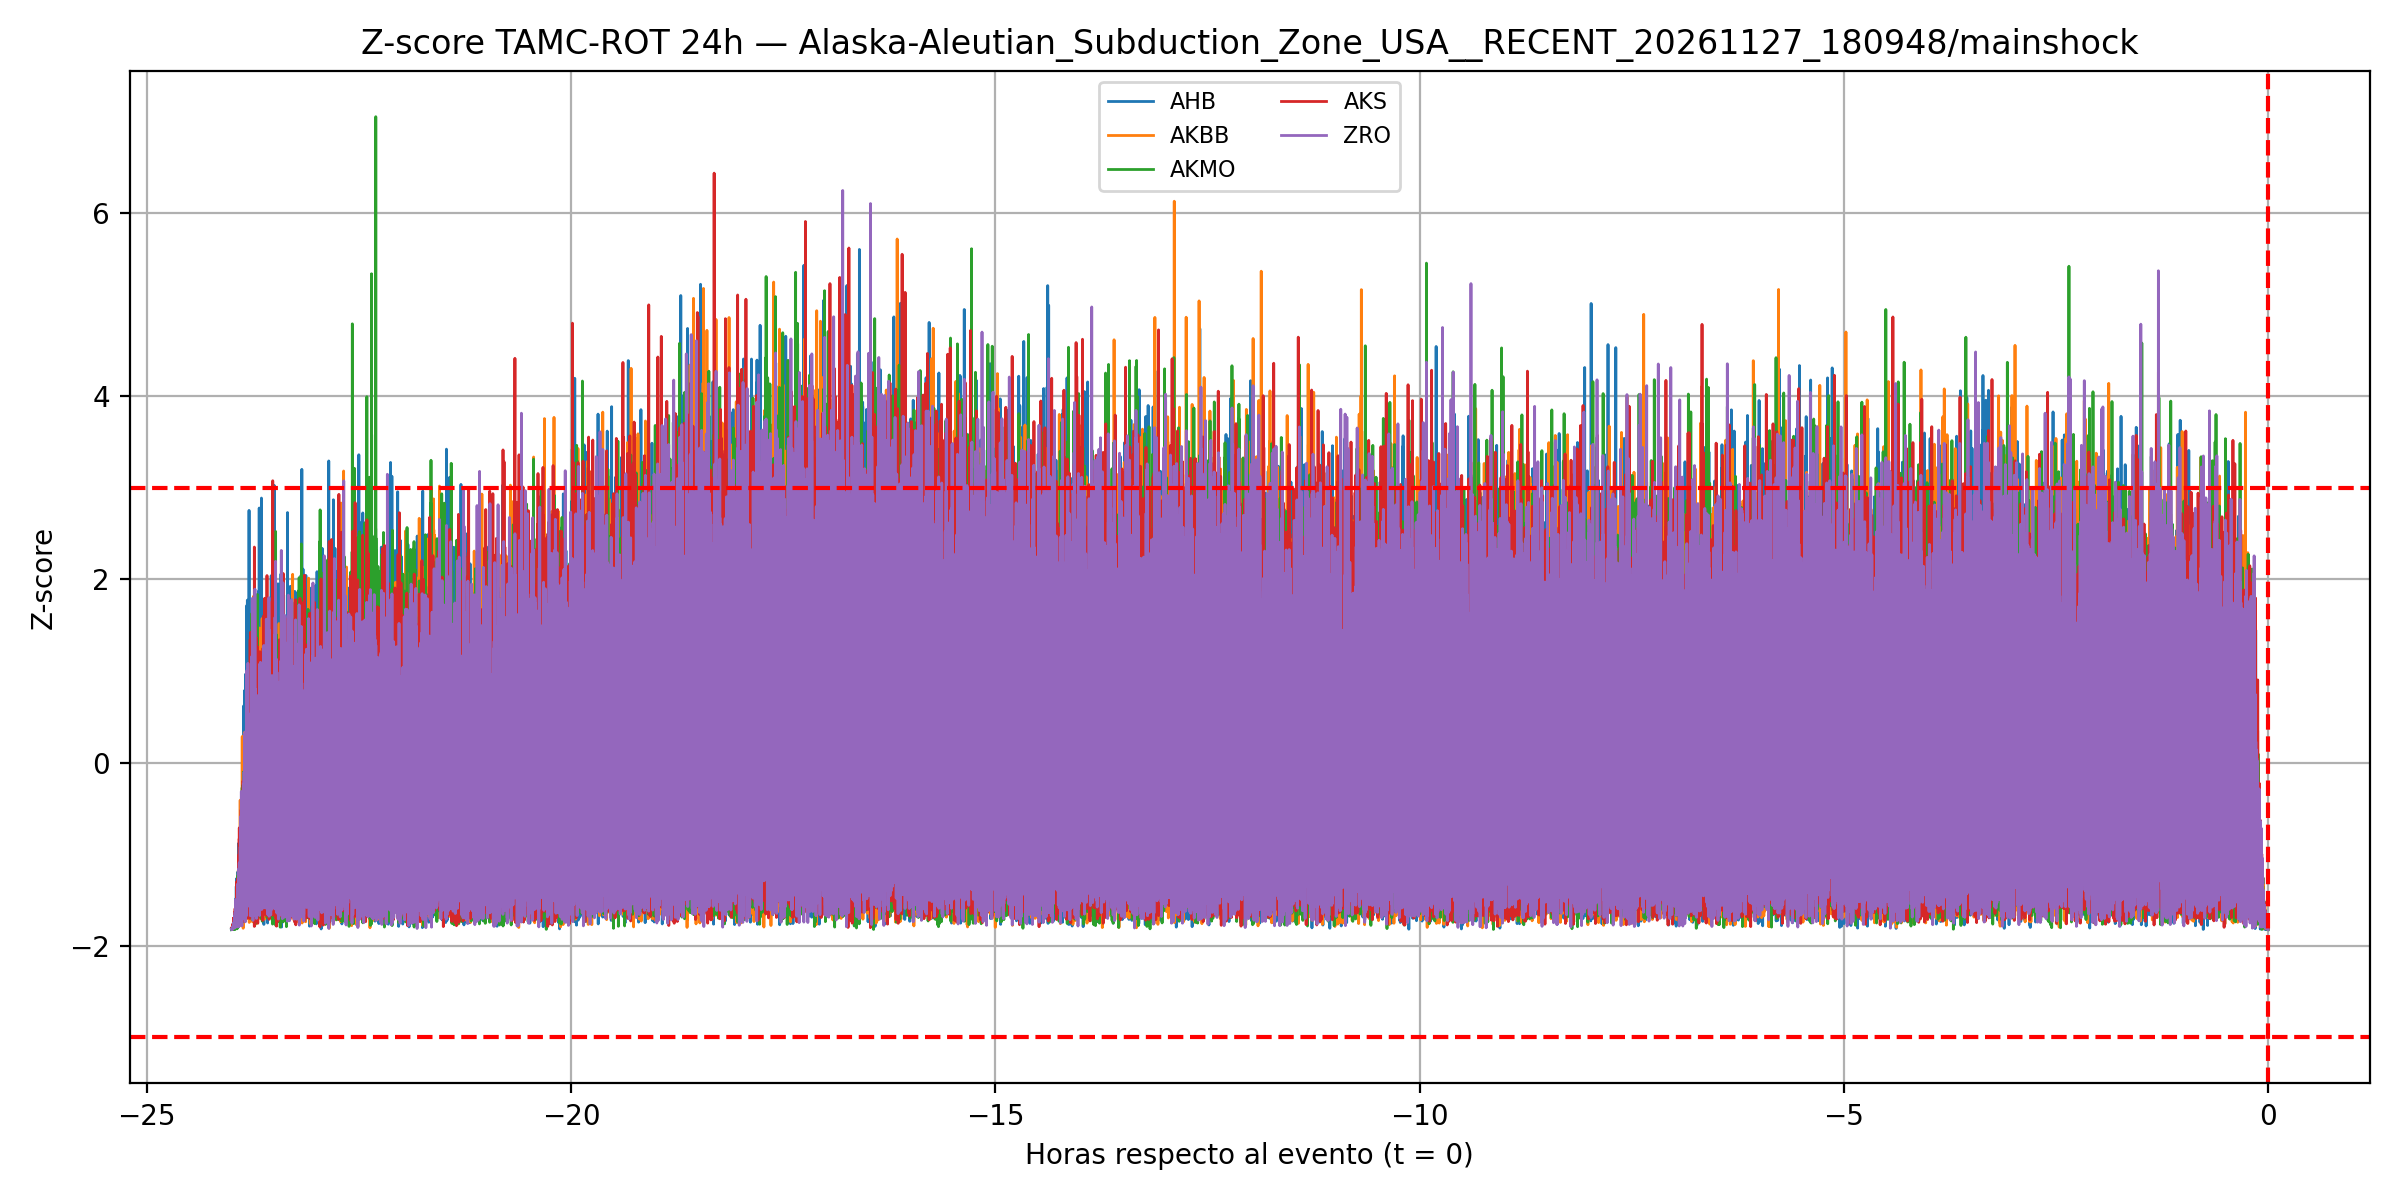 Z-score TAMC-ROT 24h — Alaska-Aleutian_Subduction_Zone_USA__RECENT_20261127_180948/mainshock
AHB
AKBB
AKMO
AKS
ZRO
Z-score
6
4
2
0
−2
−25
−20
−15
−10
−5
0
Horas respecto al evento (t = 0)